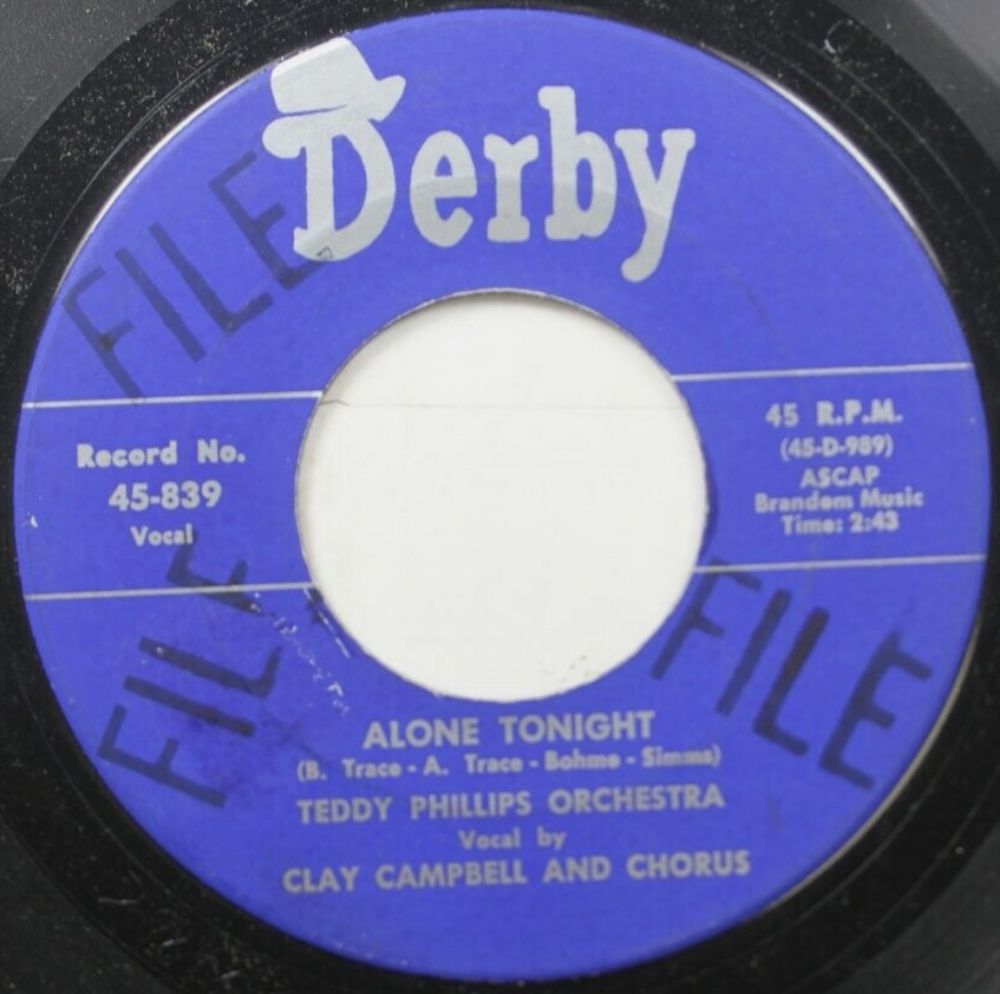 Derby
FILE
Record No.
45-839
Vocal
45 R.P.M.
(45-D-989)
ASCAP
Brandom Music
Time: 2:43
FILE
FILE
ALONE TONIGHT
(B. Trace - A. Trace - Bohme - Simms)
TEDDY PHILLIPS ORCHESTRA
Vocal by
CLAY CAMPBELL AND CHORUS